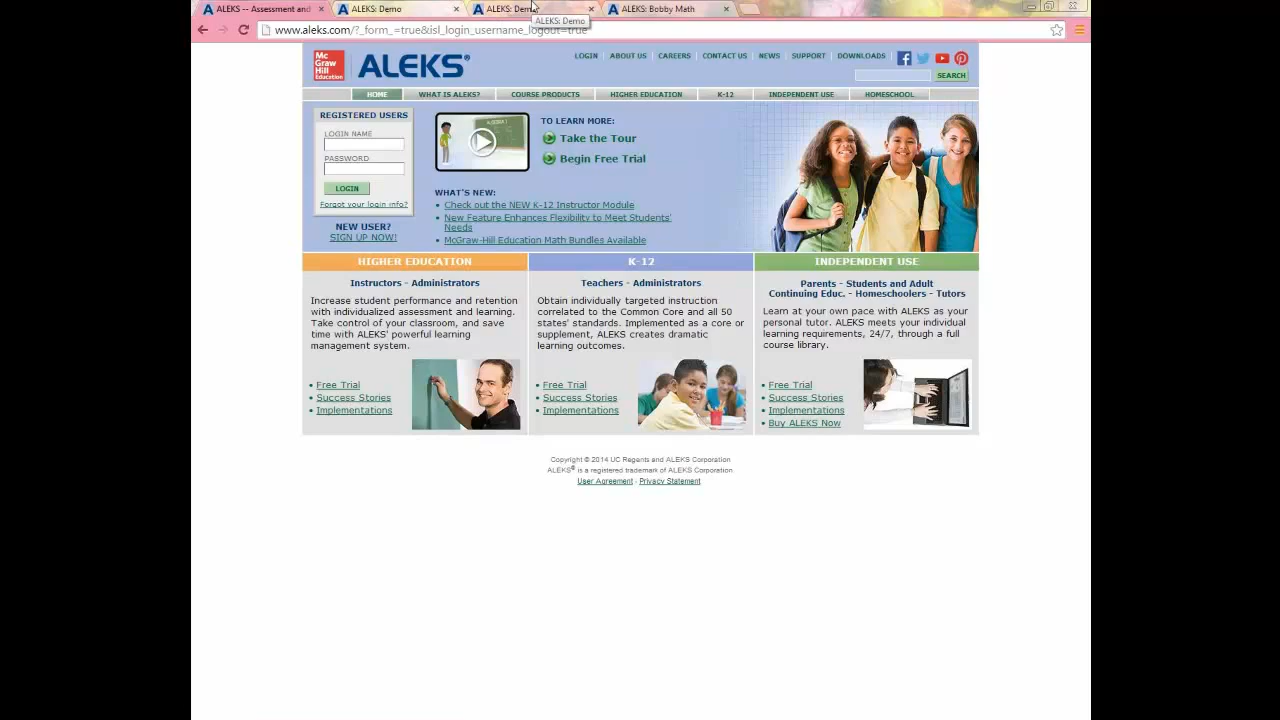 ALEKS -- Assessment and
ALEKS: Demo
ALEKS: Demo
ALEKS: Bobby Math
ALEKS: Demo
www.aleks.com/?_form_=true&isl_login_username_logout=true
Mc
Graw
Hill
Education
ALEKS®
LOGIN ABOUT US CAREERS CONTACT US NEWS SUPPORT DOWNLOADS
SEARCH
HOME WHAT IS ALEKS? COURSE PRODUCTS HIGHER EDUCATION K-12 INDEPENDENT USE HOMESCHOOL
REGISTERED USERS
LOGIN NAME
PASSWORD
LOGIN
Forgot your login info?
NEW USER?
SIGN UP NOW!
TO LEARN MORE:
Take the Tour
Begin Free Trial
WHAT'S NEW:
• Check out the NEW K-12 Instructor Module
• New Feature Enhances Flexibility to Meet Students'
Needs
• McGraw-Hill Education Math Bundles Available
HIGHER EDUCATION
Instructors - Administrators
Increase student performance and retention
with individualized assessment and learning.
Take control of your classroom, and save
time with ALEKS' powerful learning
management system.
• Free Trial
• Success Stories
• Implementations
K-12
Teachers - Administrators
Obtain individually targeted instruction
correlated to the Common Core and all 50
states' standards. Implemented as a core or
supplement, ALEKS creates dramatic
learning outcomes.
• Free Trial
• Success Stories
• Implementations
INDEPENDENT USE
Parents - Students and Adult
Continuing Educ. - Homeschoolers - Tutors
Learn at your own pace with ALEKS as your
personal tutor. ALEKS meets your individual
learning requirements, 24/7, through a full
course library.
• Free Trial
• Success Stories
• Implementations
• Buy ALEKS Now
Copyright © 2014 UC Regents and ALEKS Corporation
ALEKS® is a registered trademark of ALEKS Corporation
User Agreement - Privacy Statement